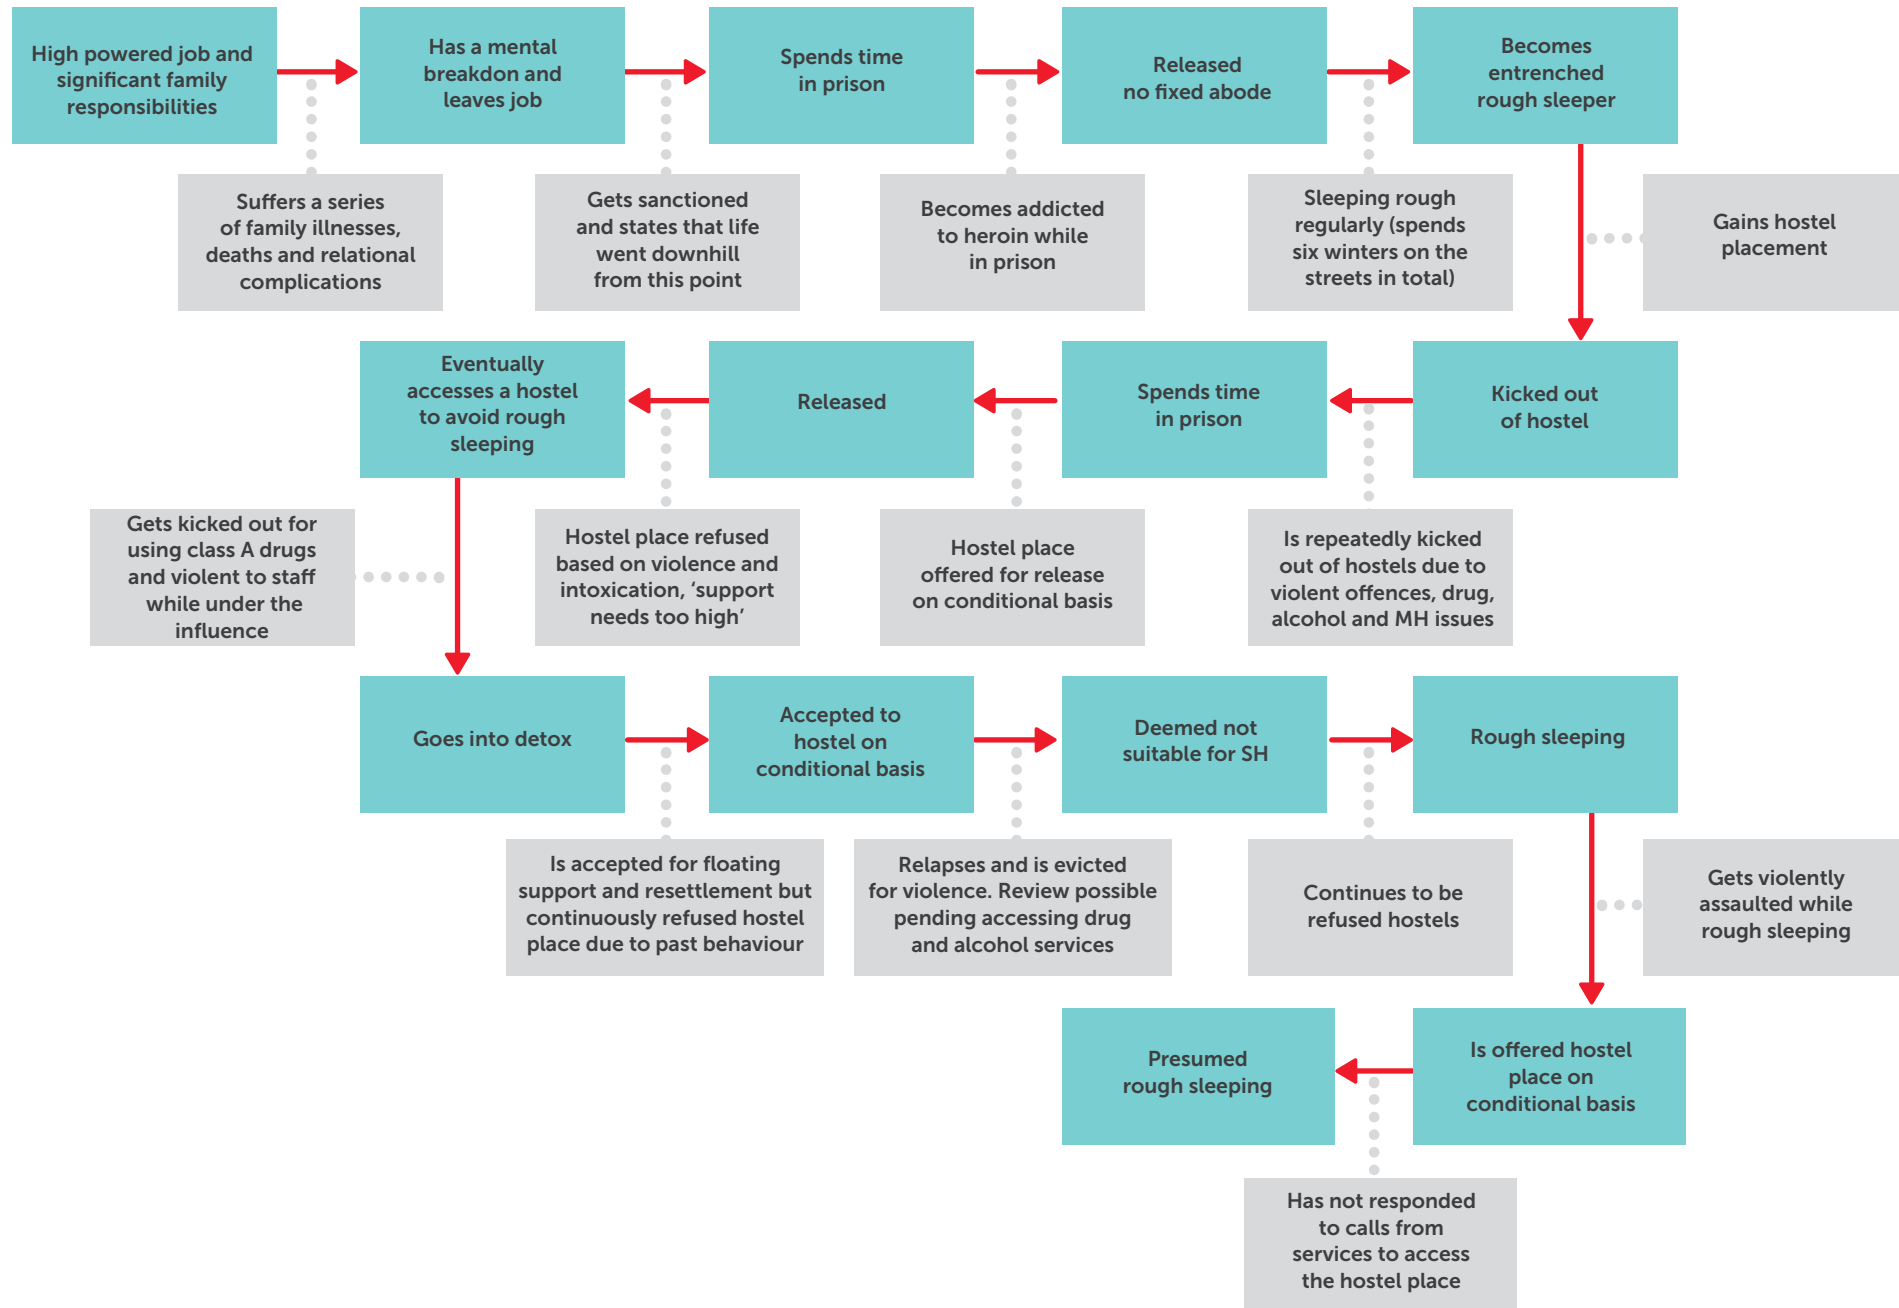 High powered job and
significant family
responsibilities
Has a mental
breakdon and
leaves job
Spends time
in prison
Released
no fixed abode
Becomes
entrenched
rough sleeper
Suffers a series
of family illnesses,
deaths and relational
complications
Gets sanctioned
and states that life
went downhill
from this point
Becomes addicted
to heroin while
in prison
Sleeping rough
regularly (spends
six winters on the
streets in total)
Gains hostel
placement
Eventually
accesses a hostel
to avoid rough
sleeping
Released
Spends time
in prison
Kicked out
of hostel
Gets kicked out for
using class A drugs
and violent to staff
while under the
influence
Hostel place refused
based on violence and
intoxication, ‘support
needs too high’
Hostel place
offered for release
on conditional basis
Is repeatedly kicked
out of hostels due to
violent offences, drug,
alcohol and MH issues
Goes into detox
Accepted to
hostel on
conditional basis
Deemed not
suitable for SH
Rough sleeping
Is accepted for floating
support and resettlement but
continuously refused hostel
place due to past behaviour
Relapses and is evicted
for violence. Review possible
pending accessing drug
and alcohol services
Continues to be
refused hostels
Gets violently
assaulted while
rough sleeping
Presumed
rough sleeping
Is offered hostel
place on
conditional basis
Has not responded
to calls from
services to access
the hostel place